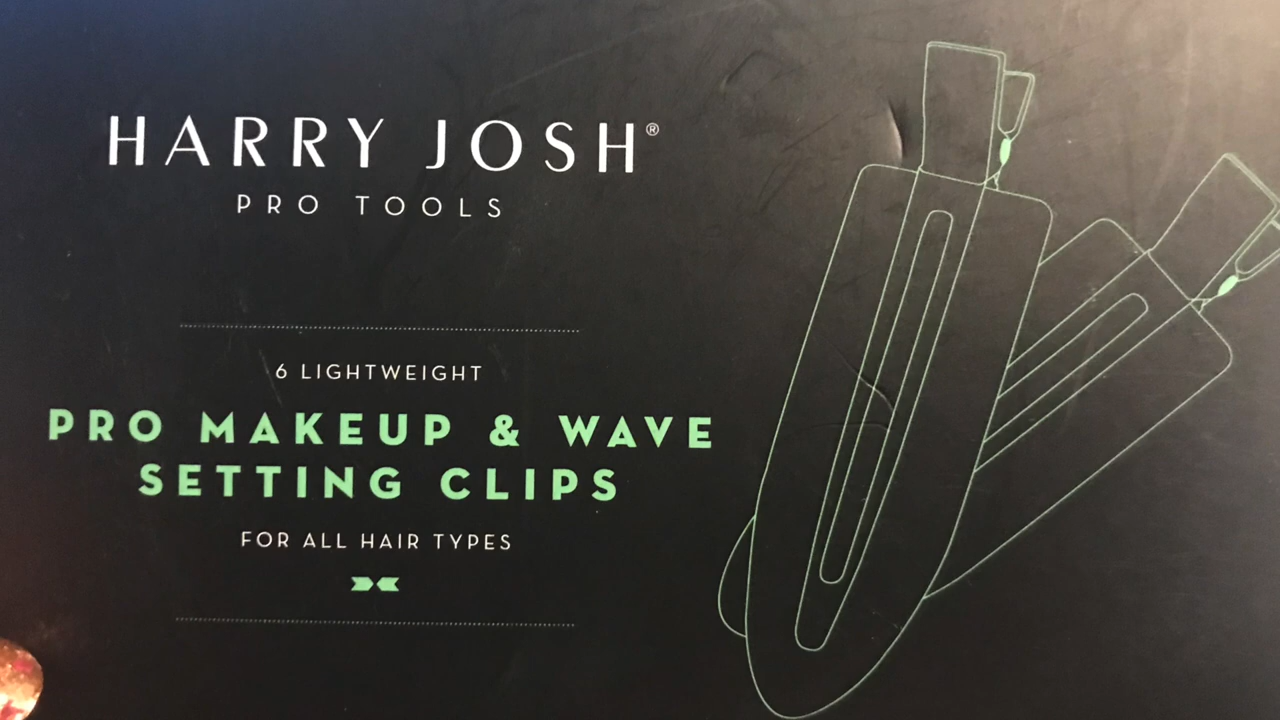 HARRY JOSH®
PRO TOOLS
6 LIGHTWEIGHT
PRO MAKEUP & WAVE
SETTING CLIPS
FOR ALL HAIR TYPES